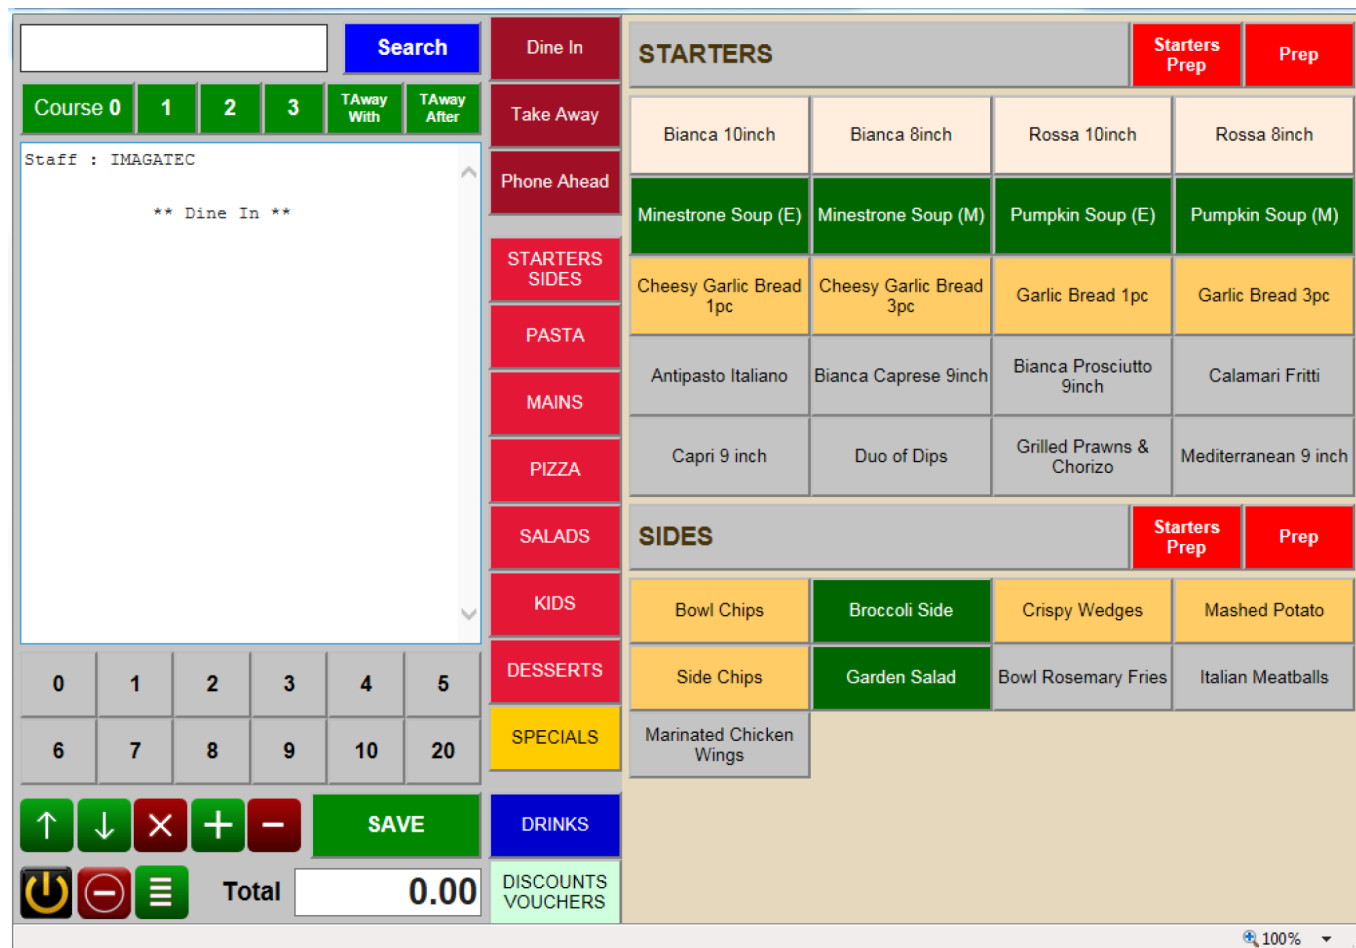 Search
Course 0
1
2
3
TAway
With
TAway
After
Staff : IMAGATEC
** Dine In **
0
1
2
3
4
5
6
7
8
9
10
20
SAVE
Total
0.00
Dine In
Take Away
Phone Ahead
STARTERS
SIDES
PASTA
MAINS
PIZZA
SALADS
KIDS
DESSERTS
SPECIALS
DRINKS
DISCOUNTS
VOUCHERS
STARTERS
Starters
Prep
Prep
Bianca 10inch
Bianca 8inch
Rossa 10inch
Rossa 8inch
Minestrone Soup (E)
Minestrone Soup (M)
Pumpkin Soup (E)
Pumpkin Soup (M)
Cheesy Garlic Bread
1pc
Cheesy Garlic Bread
3pc
Garlic Bread 1pc
Garlic Bread 3pc
Antipasto Italiano
Bianca Caprese 9inch
Bianca Prosciutto
9inch
Calamari Fritti
Capri 9 inch
Duo of Dips
Grilled Prawns &
Chorizo
Mediterranean 9 inch
SIDES
Starters
Prep
Prep
Bowl Chips
Broccoli Side
Crispy Wedges
Mashed Potato
Side Chips
Garden Salad
Bowl Rosemary Fries
Italian Meatballs
Marinated Chicken
Wings
100%